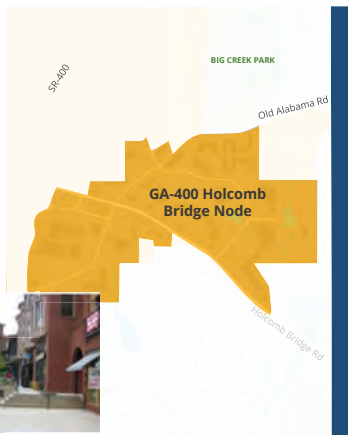 BIG CREEK PARK
SR-400
Old Alabama Rd
GA-400 Holcomb
Bridge Node
Holcomb Bridge Rd